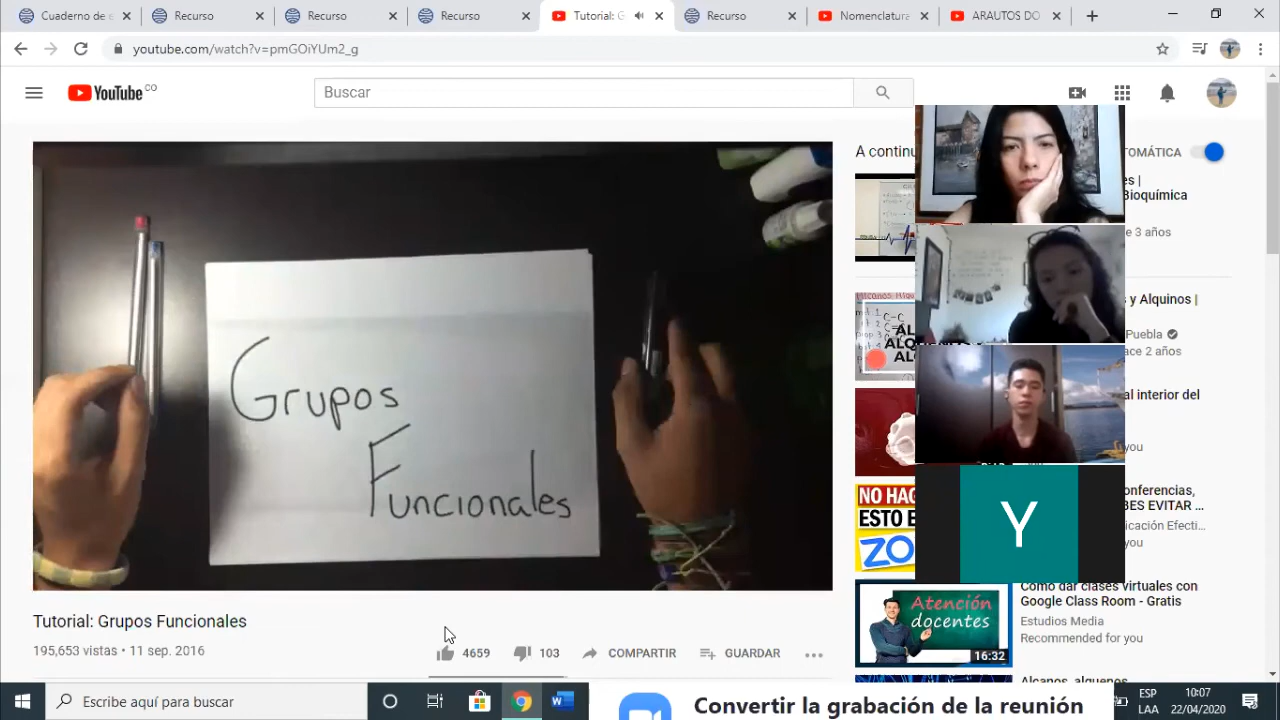 Cuaderno de es
Recurso
Recurso
Recurso
Tutorial: G
Recurso
Nomenclatura
ARAUTOS DO
youtube.com/watch?v=pmGOiYUm2_g
YouTube CO
Buscar
A continu
TOMÁTICA
es |
Bioquímica
e 3 años
Grupos
Funcionales
s y Alquinos |
Puebla
ace 2 años
al interior del
you
NO HAG
ESTO E
ZO
onferencias,
BES EVITAR ...
icación Efecti...
you
Y
Atención
docentes
16:32
Cómo dar clases virtuales con
Google Class Room - Gratis
Estudios Media
Recommended for you
Tutorial: Grupos Funcionales
195,653 vistas • 11 sep. 2016
4659
103
COMPARTIR
GUARDAR
Alcanos, alquenos
Escribe aquí para buscar
Convertir la grabación de la reunión
ESP
LAA
10:07
22/04/2020